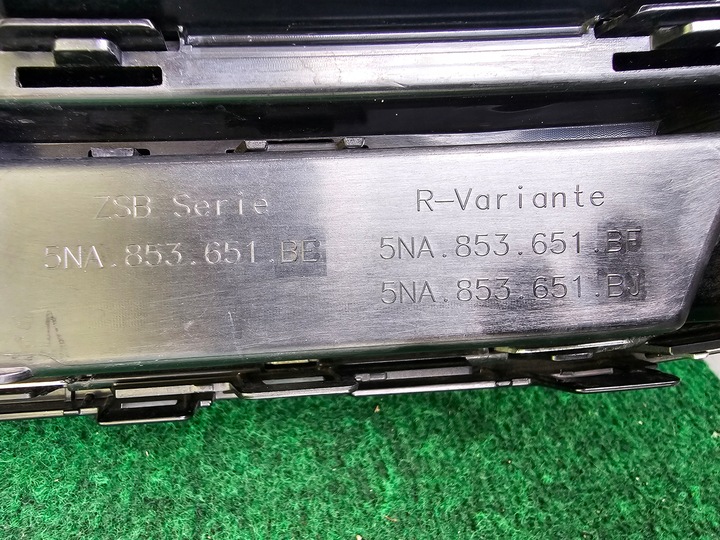 ZSB Serie
5NA.853.651.BE
R-Variante
5NA.853.651.BF
5NA.853.651.BJ